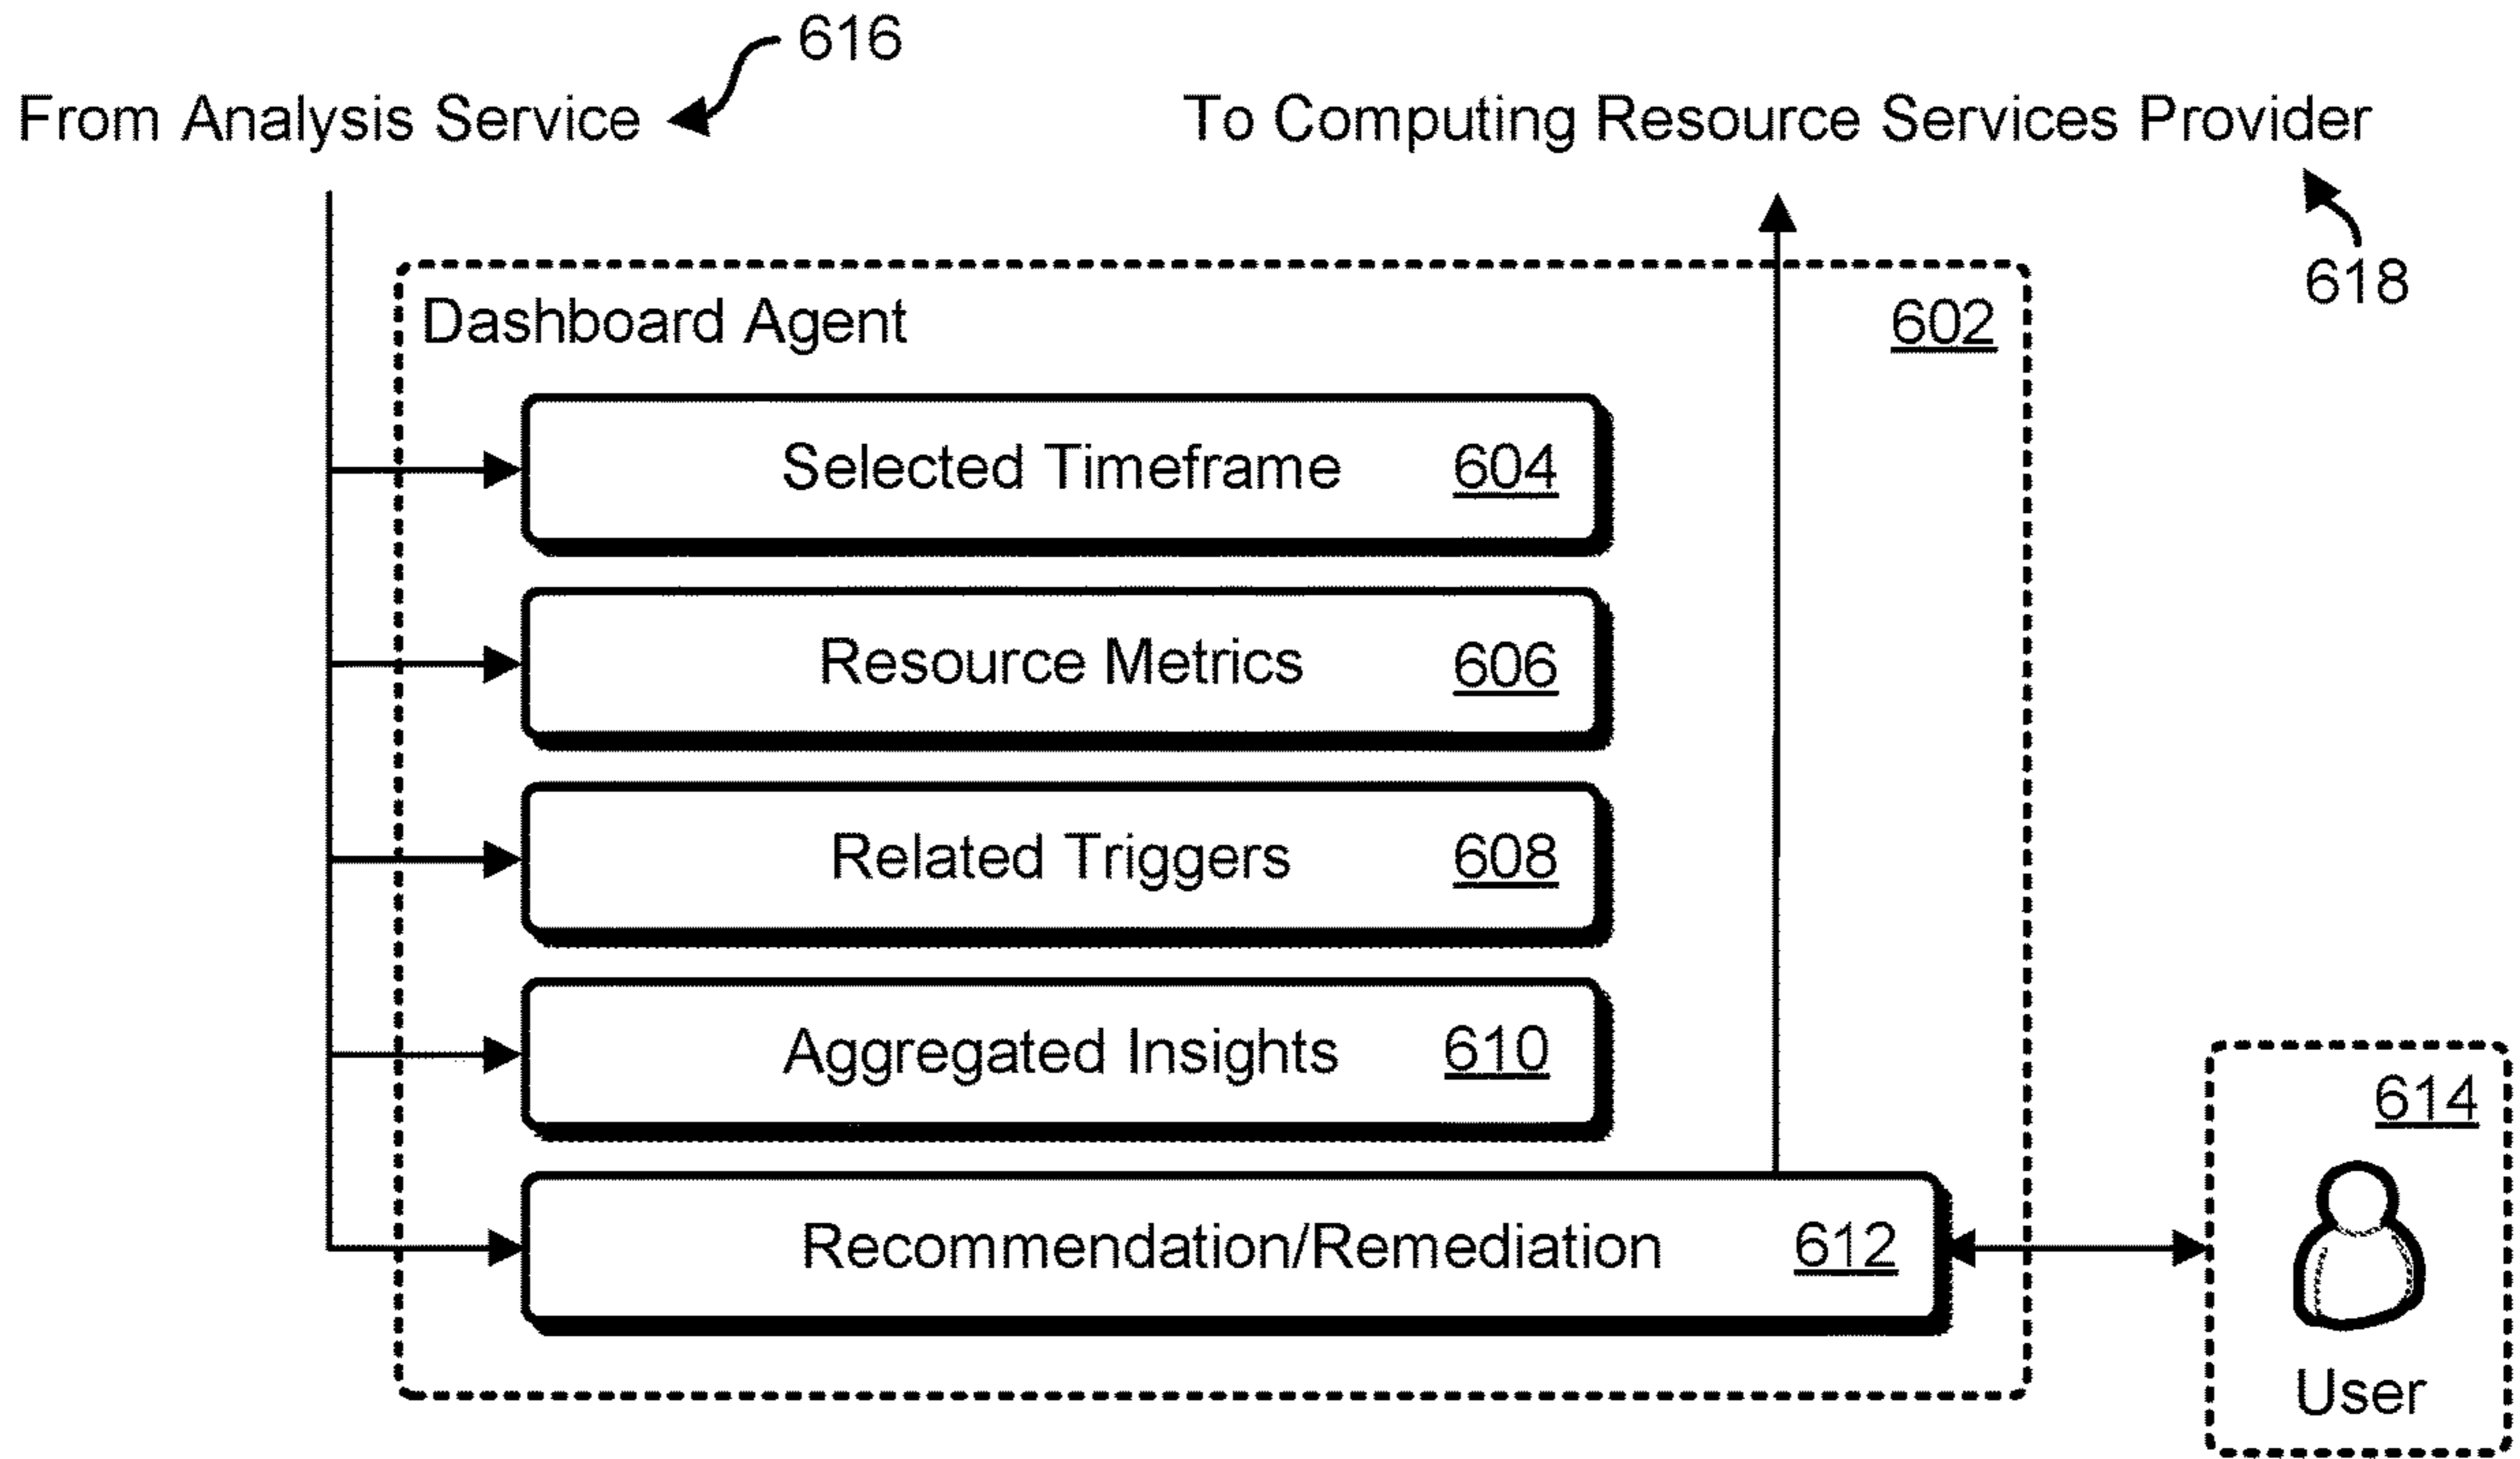 616
From Analysis Service
To Computing Resource Services Provider
618
Dashboard Agent
602
Selected Timeframe 604
Resource Metrics 606
Related Triggers 608
Aggregated Insights 610
Recommendation/Remediation 612
614
User